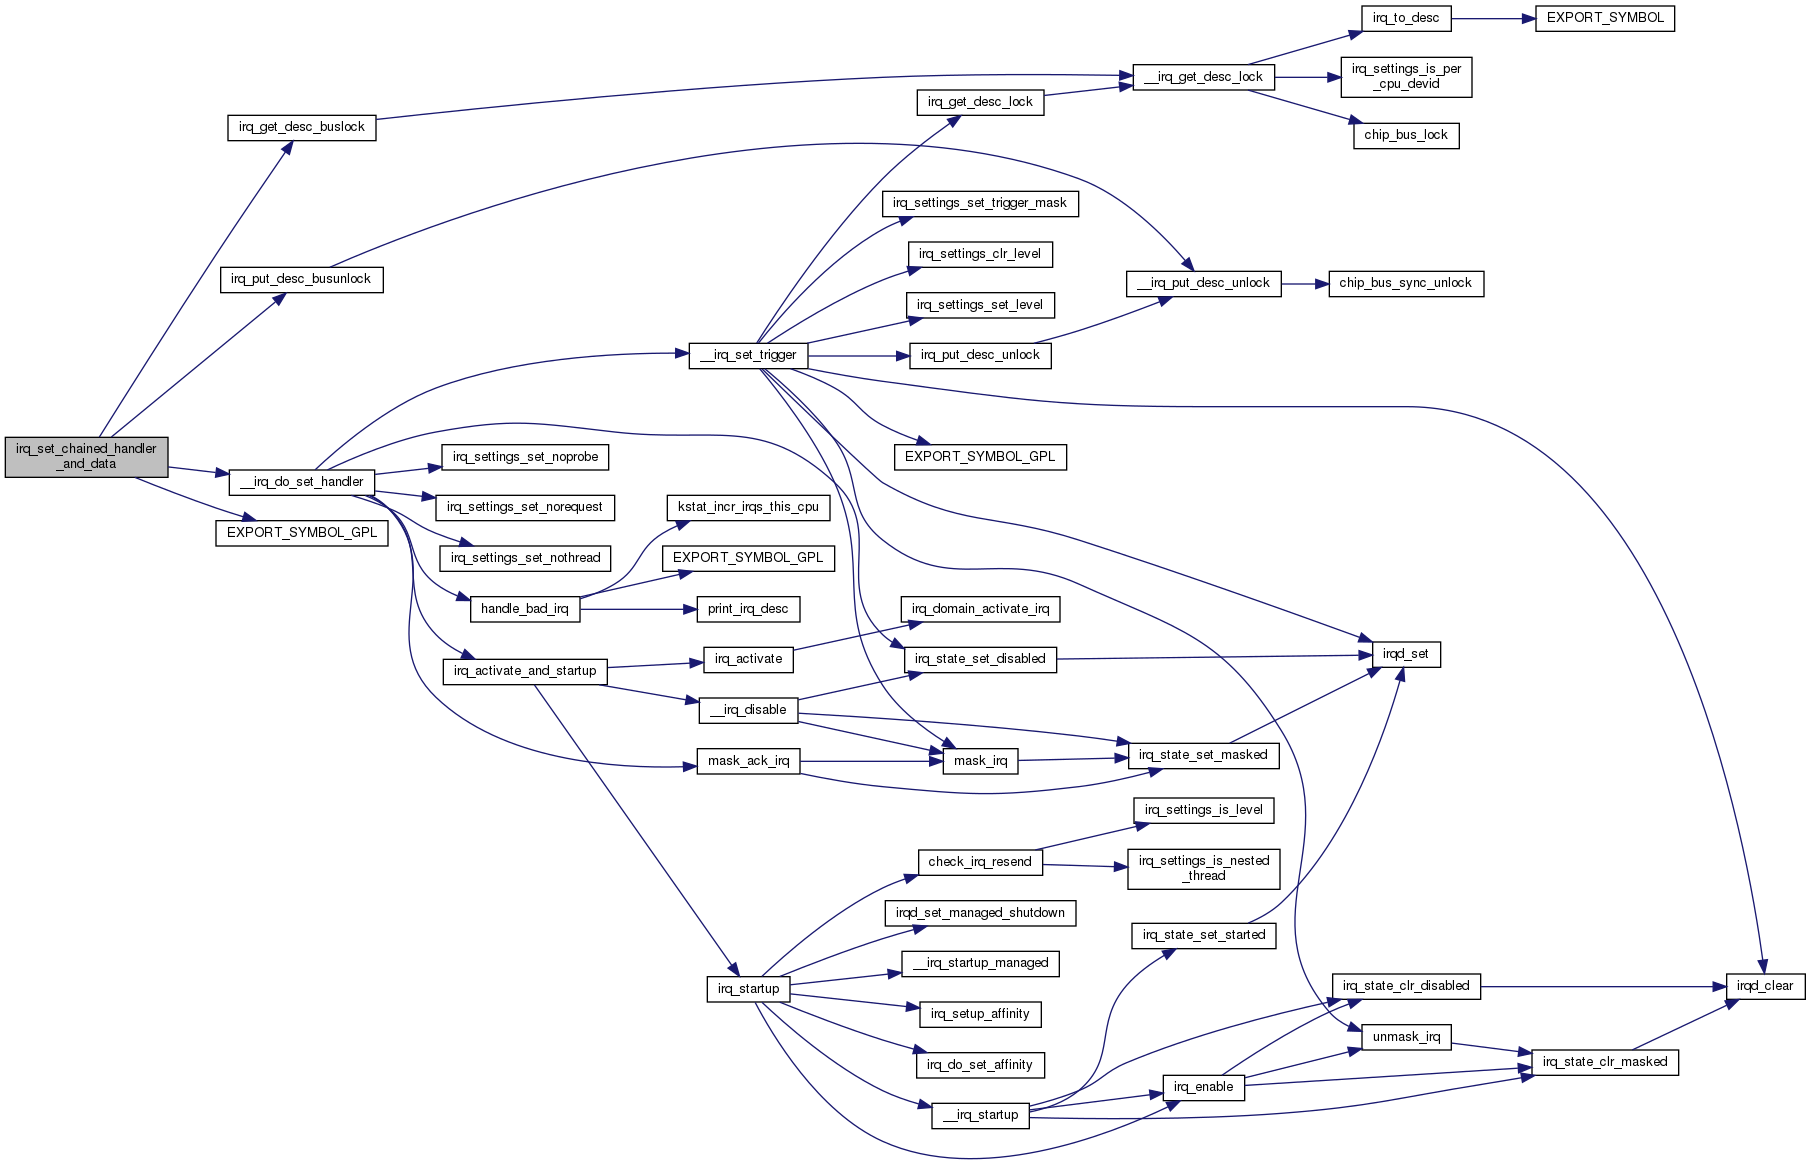 irq_to_desc
EXPORT_SYMBOL
__irq_get_desc_lock
irq_settings_is_per
_cpu_devid
irq_get_desc_lock
irq_get_desc_buslock
chip_bus_lock
irq_settings_set_trigger_mask
irq_settings_clr_level
irq_put_desc_busunlock
__irq_put_desc_unlock
chip_bus_sync_unlock
irq_settings_set_level
__irq_set_trigger
irq_put_desc_unlock
irq_set_chained_handler
_and_data
irq_settings_set_noprobe
EXPORT_SYMBOL_GPL
__irq_do_set_handler
irq_settings_set_norequest
kstat_incr_irqs_this_cpu
EXPORT_SYMBOL_GPL
irq_settings_set_nothread
EXPORT_SYMBOL_GPL
handle_bad_irq
print_irq_desc
irq_domain_activate_irq
irq_activate_and_startup
irq_activate
irq_state_set_disabled
irqd_set
__irq_disable
mask_ack_irq
mask_irq
irq_state_set_masked
irq_settings_is_level
check_irq_resend
irq_settings_is_nested
_thread
irqd_set_managed_shutdown
irq_state_set_started
__irq_startup_managed
irq_startup
irq_state_clr_disabled
irqd_clear
irq_setup_affinity
unmask_irq
irq_do_set_affinity
irq_state_clr_masked
irq_enable
__irq_startup